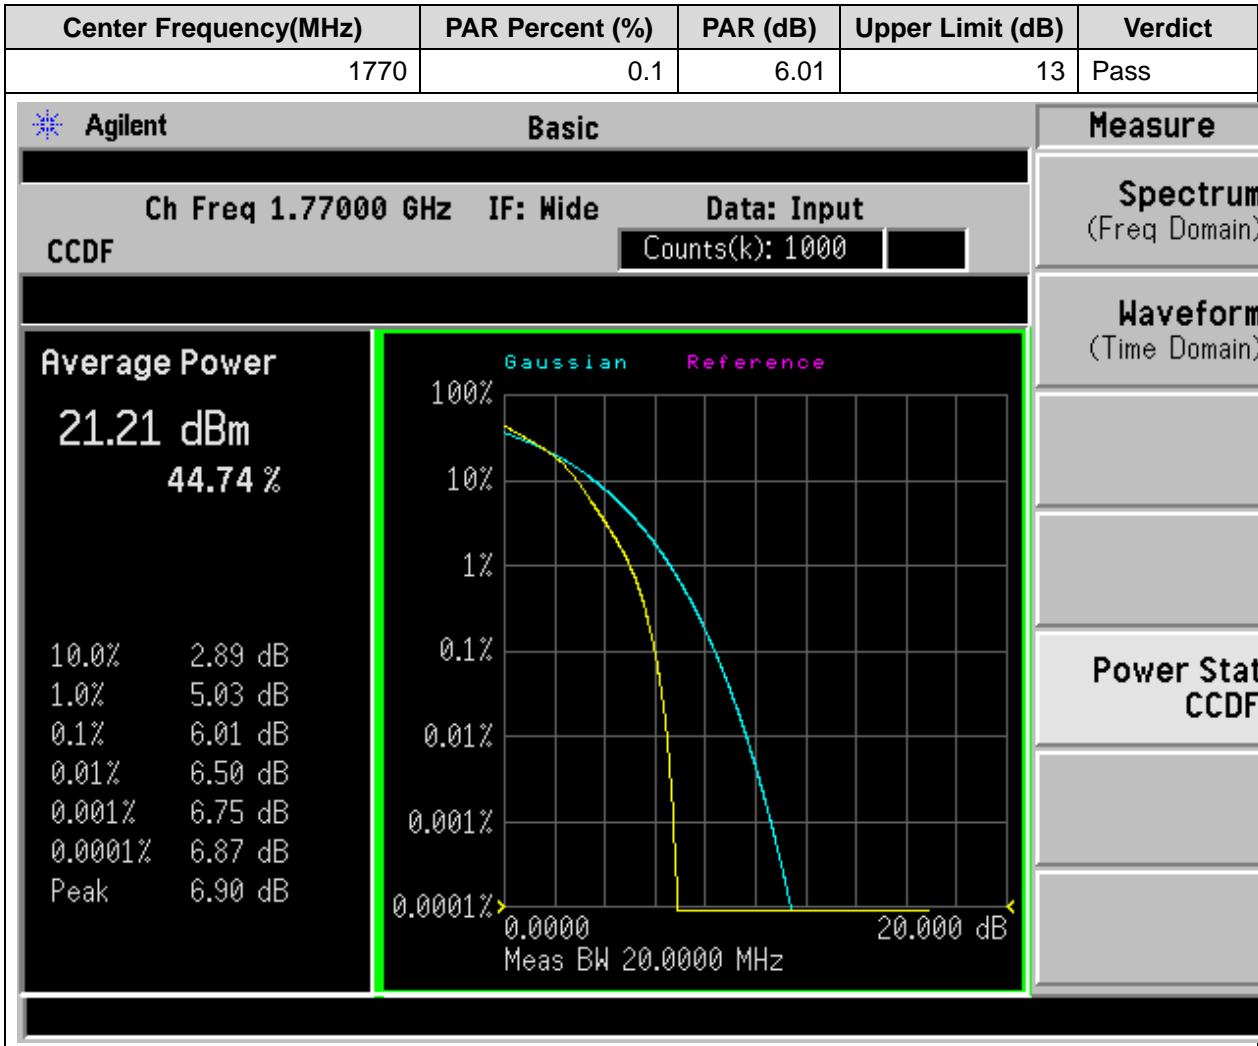 Center Frequency(MHz) PAR Percent (%) PAR (dB) Upper Limit (dB) Verdict
1770 0.1 6.01 13 Pass
Agilent Basic Measure
Ch Freq 1.77000 GHz IF: Wide Data: Input
CCDF Counts(k): 1000
Spectrum
(Freq Domain)
Waveform
(Time Domain)
Power Stat
CCDF
Average Power
21.21 dBm
44.74 %
10.0% 2.89 dB
1.0% 5.03 dB
0.1% 6.01 dB
0.01% 6.50 dB
0.001% 6.75 dB
0.0001% 6.87 dB
Peak 6.90 dB
Gaussian Reference
100%
10%
1%
0.1%
0.01%
0.001%
0.0001%
0.0000 20.000 dB
Meas BW 20.0000 MHz